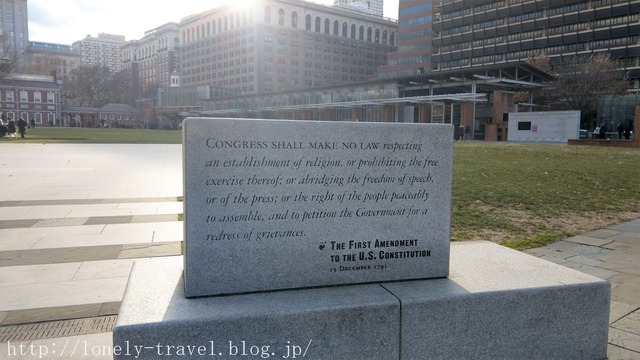 CONGRESS SHALL MAKE NO LAW respecting
an establishment of religion, or prohibiting the free
exercise thereof; or abridging the freedom of speech,
or of the press; or the right of the people peaceably
to assemble, and to petition the Government for a
redress of grievances.
THE FIRST AMENDMENT
TO THE U.S. CONSTITUTION
15 DECEMBER 1791
http://lonely-travel.blog.jp/